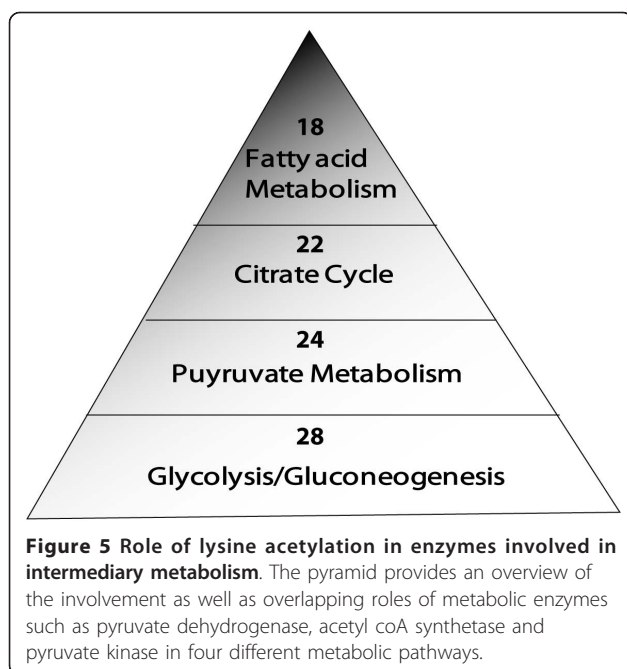 18
Fatty acid
Metabolism
22
Citrate Cycle
24
Puyruvate Metabolism
28
Glycolysis/Gluconeogenesis
Figure 5 Role of lysine acetylation in enzymes involved in
intermediary metabolism. The pyramid provides an overview of
the involvement as well as overlapping roles of metabolic enzymes
such as pyruvate dehydrogenase, acetyl coA synthetase and
pyruvate kinase in four different metabolic pathways.